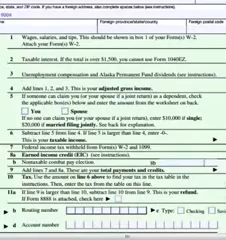 ce, state, and ZIP code. If you have a foreign address, also complete spaces below (see instructions).
Foreign province/state/county Foreign postal code
1 Wages, salaries, and tips. This should be shown in box 1 of your Form(s) W-2.
Attach your Form(s) W-2.
2 Taxable interest. If the total is over $1,500, you cannot use Form 1040EZ.
3 Unemployment compensation and Alaska Permanent Fund dividends (see instructions).
4 Add lines 1, 2, and 3. This is your adjusted gross income.
5 If someone can claim you (or your spouse if a joint return) as a dependent, check
the applicable box(es) below and enter the amount from the worksheet on back.
You Spouse
If no one can claim you (or your spouse if a joint return), enter $10,000 if single;
$20,000 if married filing jointly. See back for explanation.
6 Subtract line 5 from line 4. If line 5 is larger than line 4, enter -0-.
This is your taxable income.
7 Federal income tax withheld from Form(s) W-2 and 1099.
8a Earned income credit (EIC) (see instructions).
b Nontaxable combat pay election. 8b
9 Add lines 7 and 8a. These are your total payments and credits.
10 Tax. Use the amount on line 6 above to find your tax in the tax table in the
instructions. Then, enter the tax from the table on this line.
11a If line 9 is larger than line 10, subtract line 10 from line 9. This is your refund.
If Form 8888 is attached, check here
b Routing number c Type: Checking
d Account number